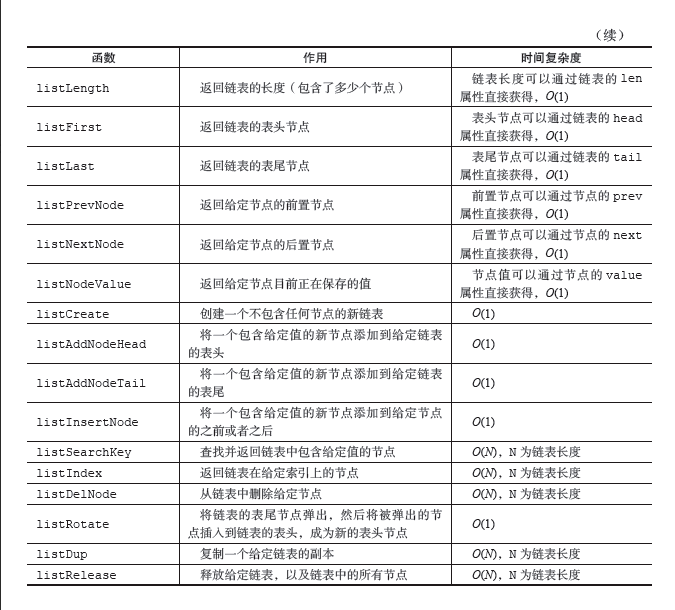 （续）
函数 作用 时间复杂度
listLength 返回链表的长度（包含了多少个节点） 链表长度可以通过链表的 len
属性直接获得，O(1)
listFirst 返回链表的表头节点 表头节点可以通过链表的 head
属性直接获得，O(1)
listLast 返回链表的表尾节点 表尾节点可以通过链表的 tail
属性直接获得，O(1)
listPrevNode 返回给定节点的前置节点 前置节点可以通过节点的 prev
属性直接获得，O(1)
listNextNode 返回给定节点的后置节点 后置节点可以通过节点的 next
属性直接获得，O(1)
listNodeValue 返回给定节点目前正在保存的值 节点值可以通过节点的 value
属性直接获得，O(1)
listCreate 创建一个不包含任何节点的新链表 O(1)
listAddNodeHead 将一个包含给定值的新节点添加到给定链表
的表头 O(1)
listAddNodeTail 将一个包含给定值的新节点添加到给定链表
的表尾 O(1)
listInsertNode 将一个包含给定值的新节点添加到给定节点
的之前或者之后 O(1)
listSearchKey 查找并返回链表中包含给定值的节点 O(N)，N 为链表长度
listIndex 返回链表在给定索引上的节点 O(N)，N 为链表长度
listDelNode 从链表中删除给定节点 O(N)，N 为链表长度
listRotate 将链表的表尾节点弹出，然后将被弹出的节
点插入到链表的表头，成为新的表头节点 O(1)
listDup 复制一个给定链表的副本 O(N)，N 为链表长度
listRelease 释放给定链表，以及链表中的所有节点 O(N)，N 为链表长度